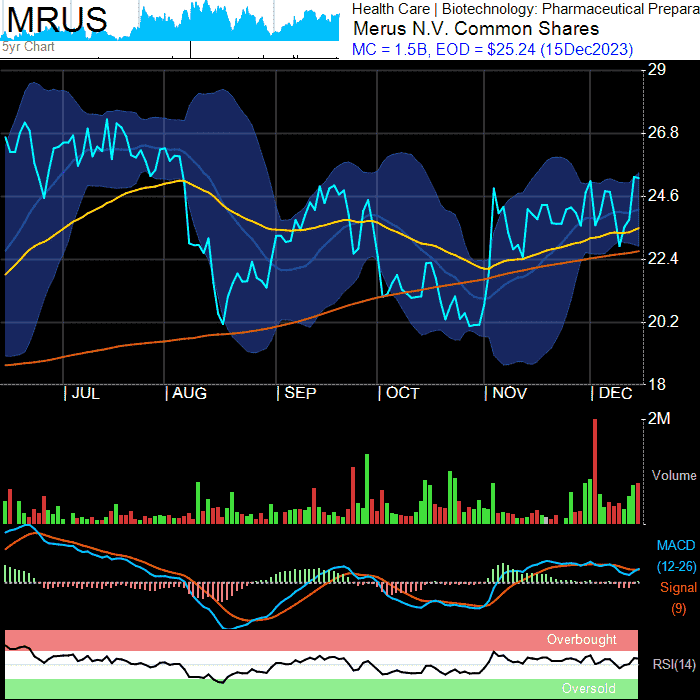 MRUS
5yr Chart
Health Care | Biotechnology: Pharmaceutical Prepara
Merus N.V. Common Shares
MC = 1.5B, EOD = $25.24 (15Dec2023)
29
26.8
24.6
22.4
20.2
18
| JUL | AUG | SEP | OCT | NOV | DEC
2M
Volume
MACD
(12-26)
Signal
(9)
Overbought
RSI(14)
Oversold